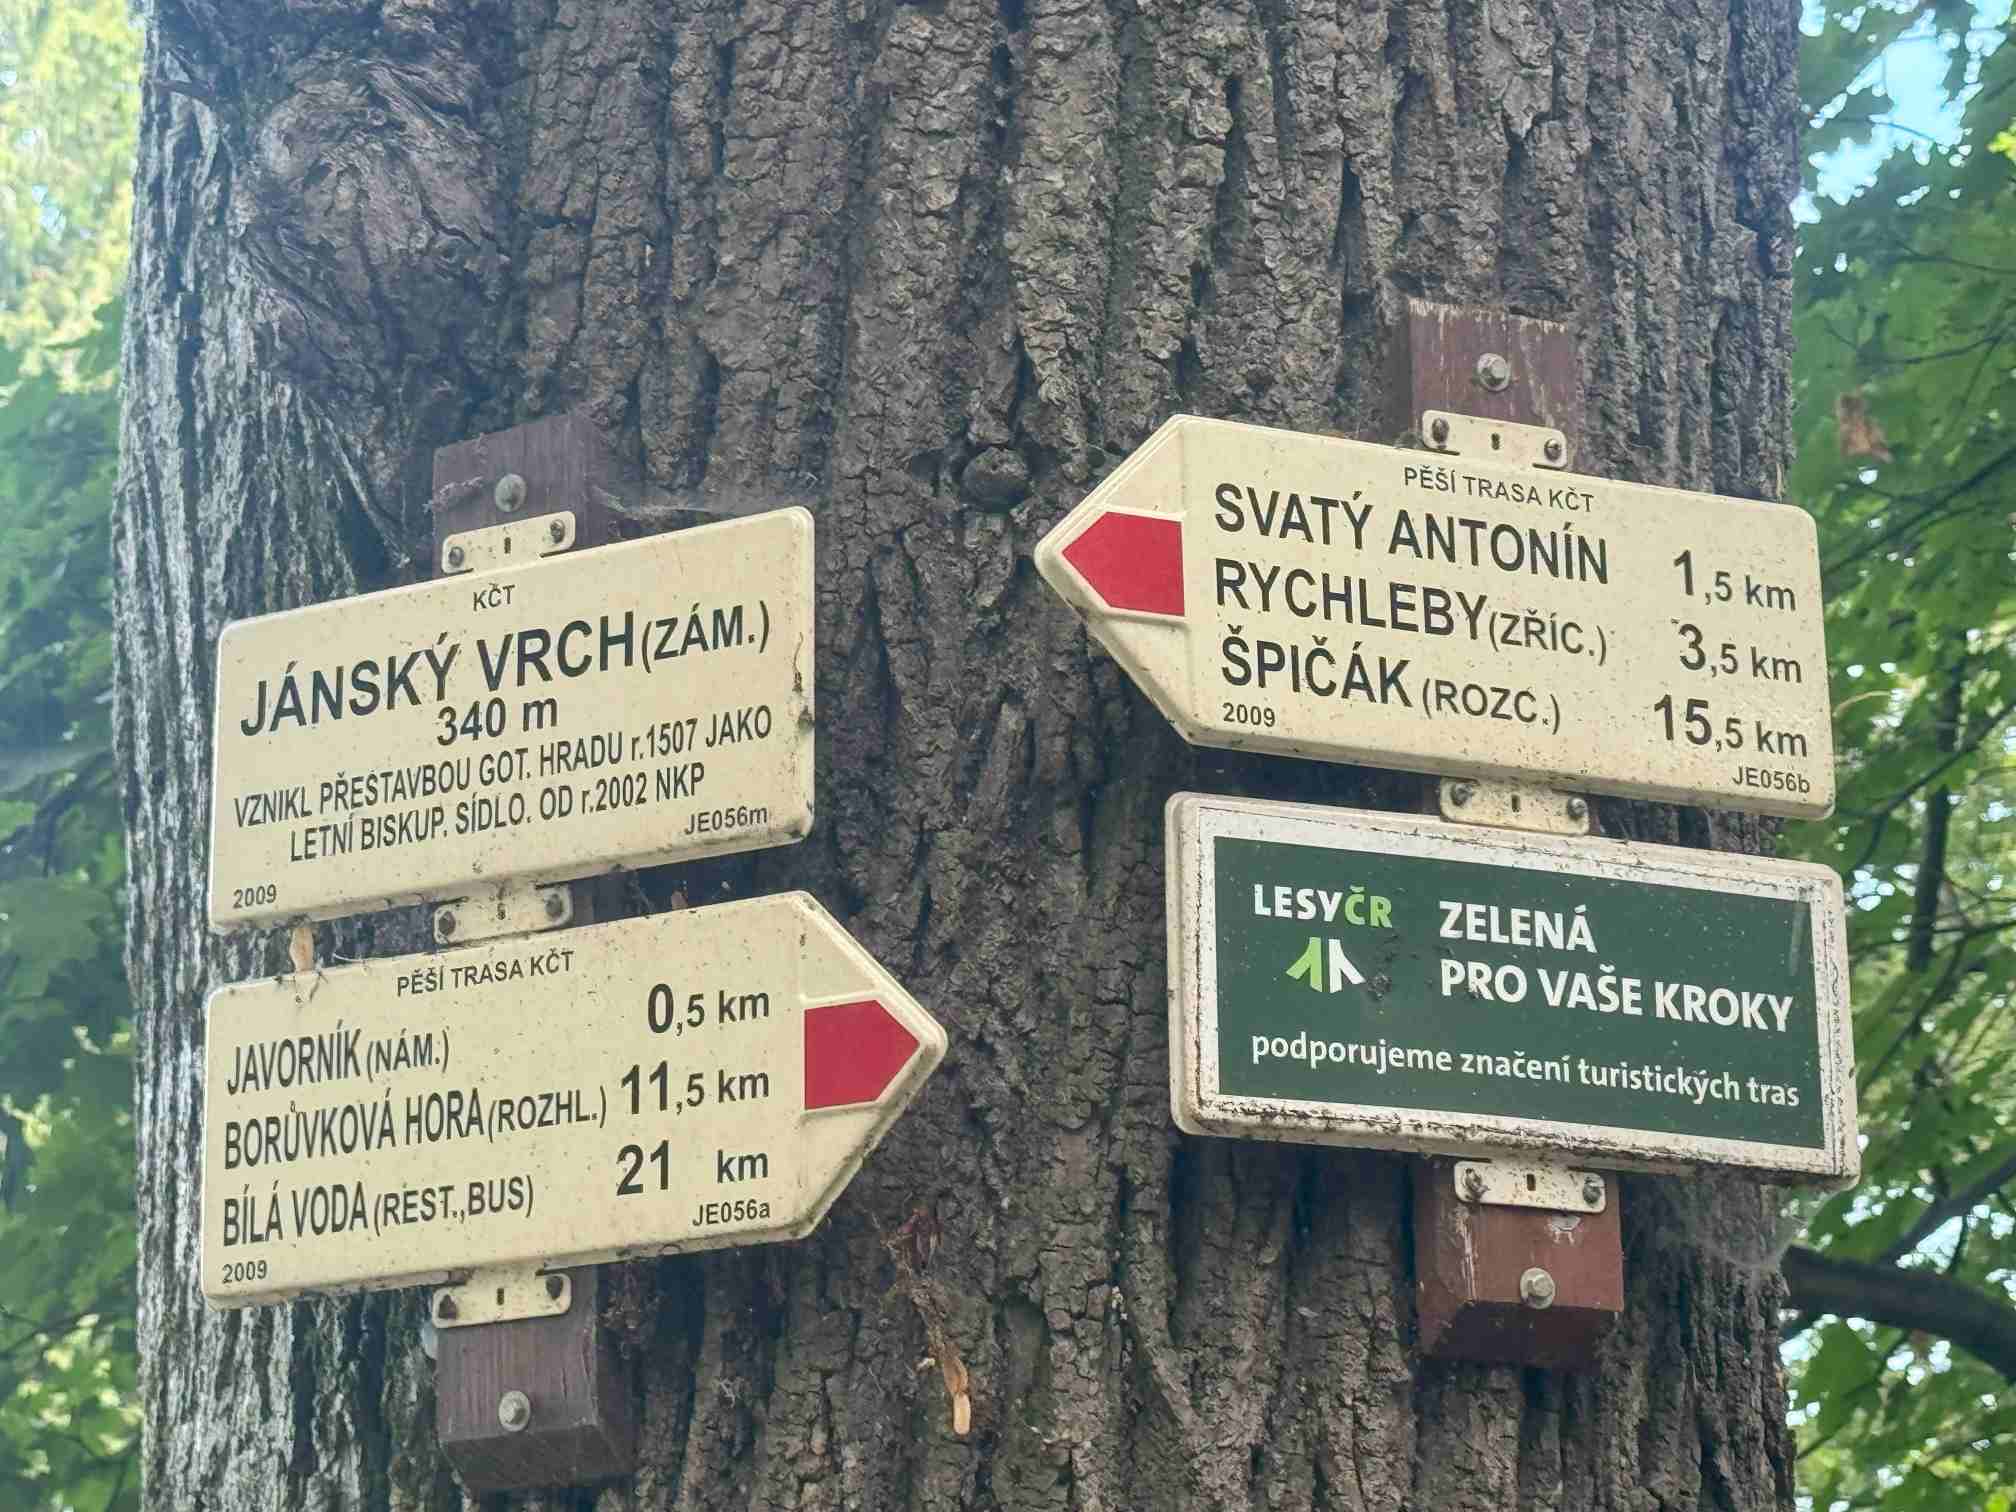 KČT
JÁNSKÝ VRCH (ZÁM.)
340 m
VZNIKL PŘESTAVBOU GOT. HRADU r.1507 JAKO
LETNÍ BISKUP. SÍDLO. OD r.2002 NKP
JE056m
2009
PĚŠÍ TRASA KČT
JAVORNÍK (NÁM.) 0,5 km
BORŮVKOVÁ HORA (ROZHL.) 11,5 km
BÍLÁ VODA (REST.,BUS) 21 km
JE056a
2009
PĚŠÍ TRASA KČT
SVATÝ ANTONÍN 1,5 km
RYCHLEBY (ZŘÍC.) 3,5 km
ŠPIČÁK (ROZC.) 15,5 km
2009
JE056b
LESYČR
ZELENÁ
PRO VAŠE KROKY
podporujeme značení turistických tras